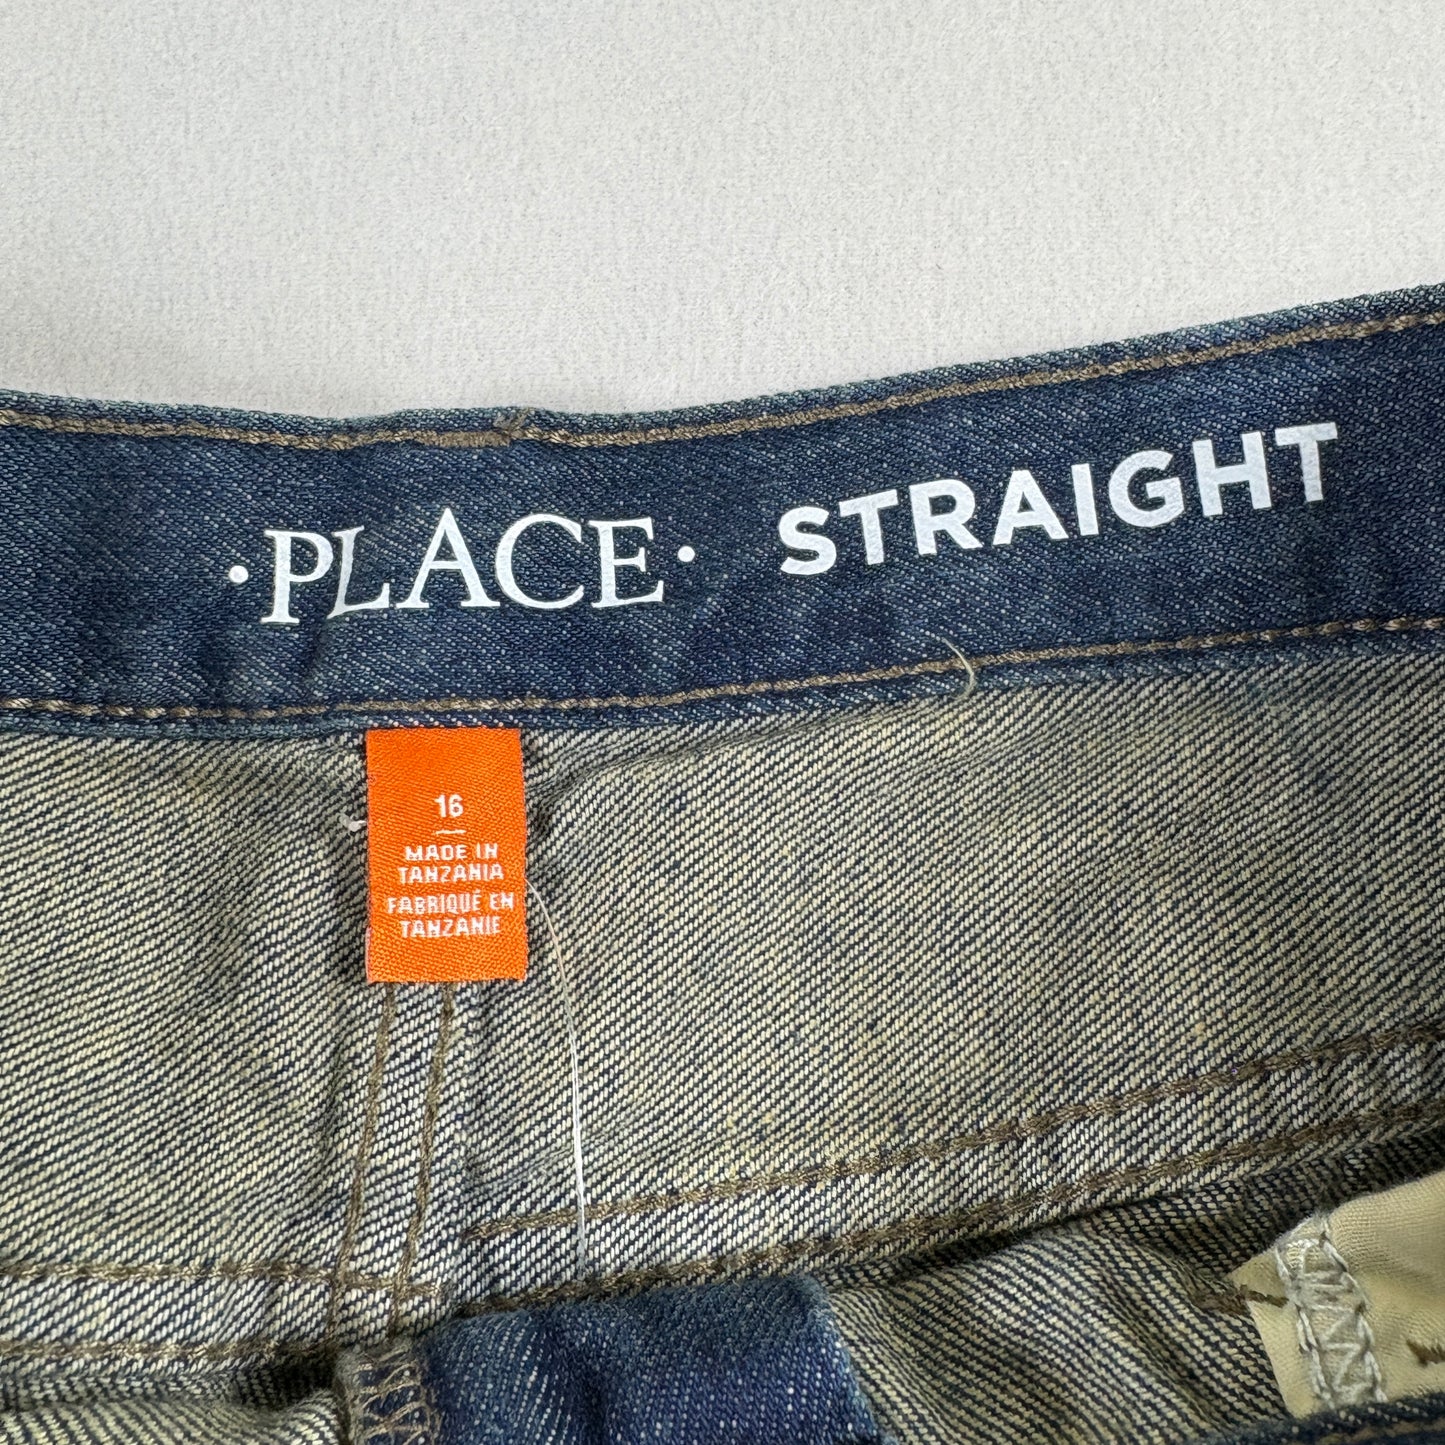 ·PLACE· STRAIGHT
16
MADE IN
TANZANIA
FABRIQUÉ EN
TANZANIE